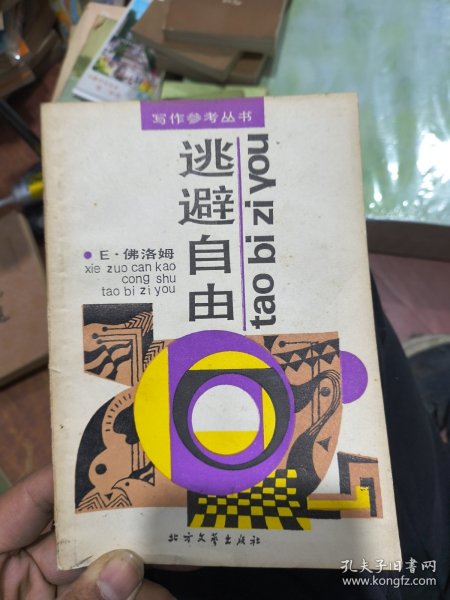 写作参考丛书
逃避自由
tao bi zi you
E·佛洛姆
xie zuo can kao
cong shu
tao bi zi you
北方文艺出版社
孔夫子旧书网
www.kongfz.com